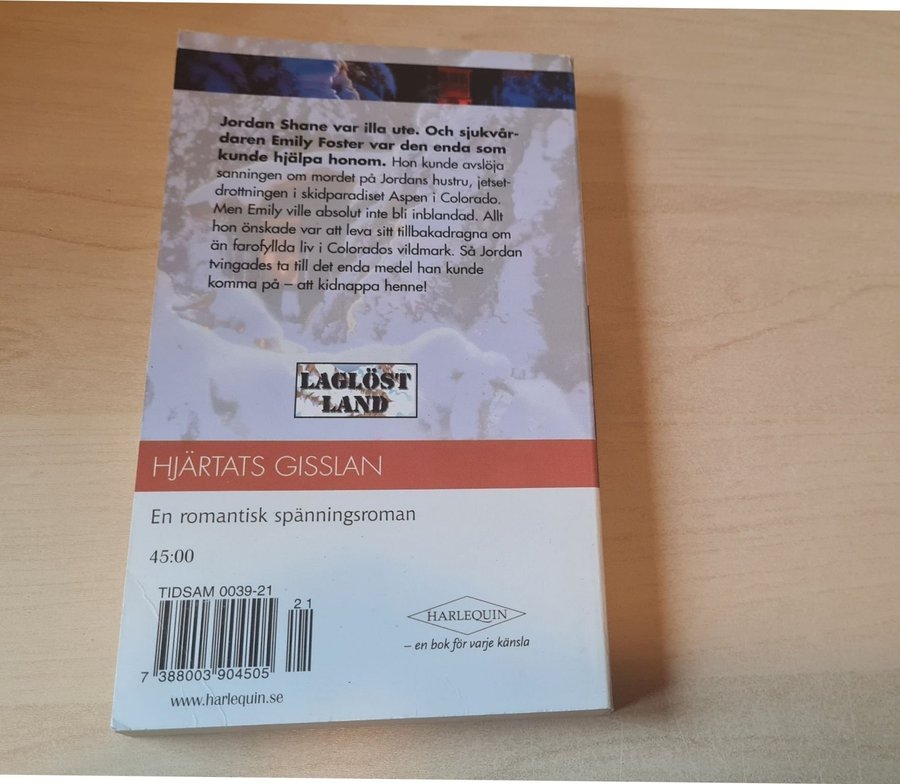 Jordan Shane var illa ute. Och sjukvår-
daren Emily Foster var den enda som
kunde hjälpa honom. Hon kunde avslöja
sanningen om mordet på Jordans hustru, jetset-
drottningen i skidparadiset Aspen i Colorado.
Men Emily ville absolut inte bli inblandad. Allt
hon önskade var att leva sitt tillbakadragna om
än farofyllda liv i Colorados vildmark. Så Jordan
tvingades ta till det enda medel han kunde
komma på – att kidnappa henne!
LAGLÖST
LAND
HJÄRTATS GISSLAN
En romantisk spänningsroman
45:00
TIDSAM 0039-21
21
7 388003 904505
www.harlequin.se
HARLEQUIN
– en bok för varje känsla